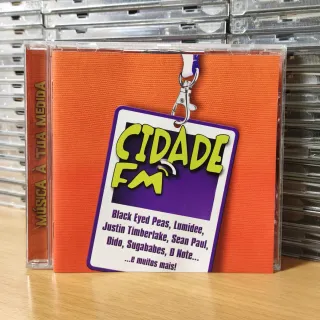 MÚSICA À TUA MEDIDA
CIDADE
FM
Black Eyed Peas, Lumidee,
Justin Timberlake, Sean Paul,
Dido, Sugababes, D Note...
...e muitos mais!